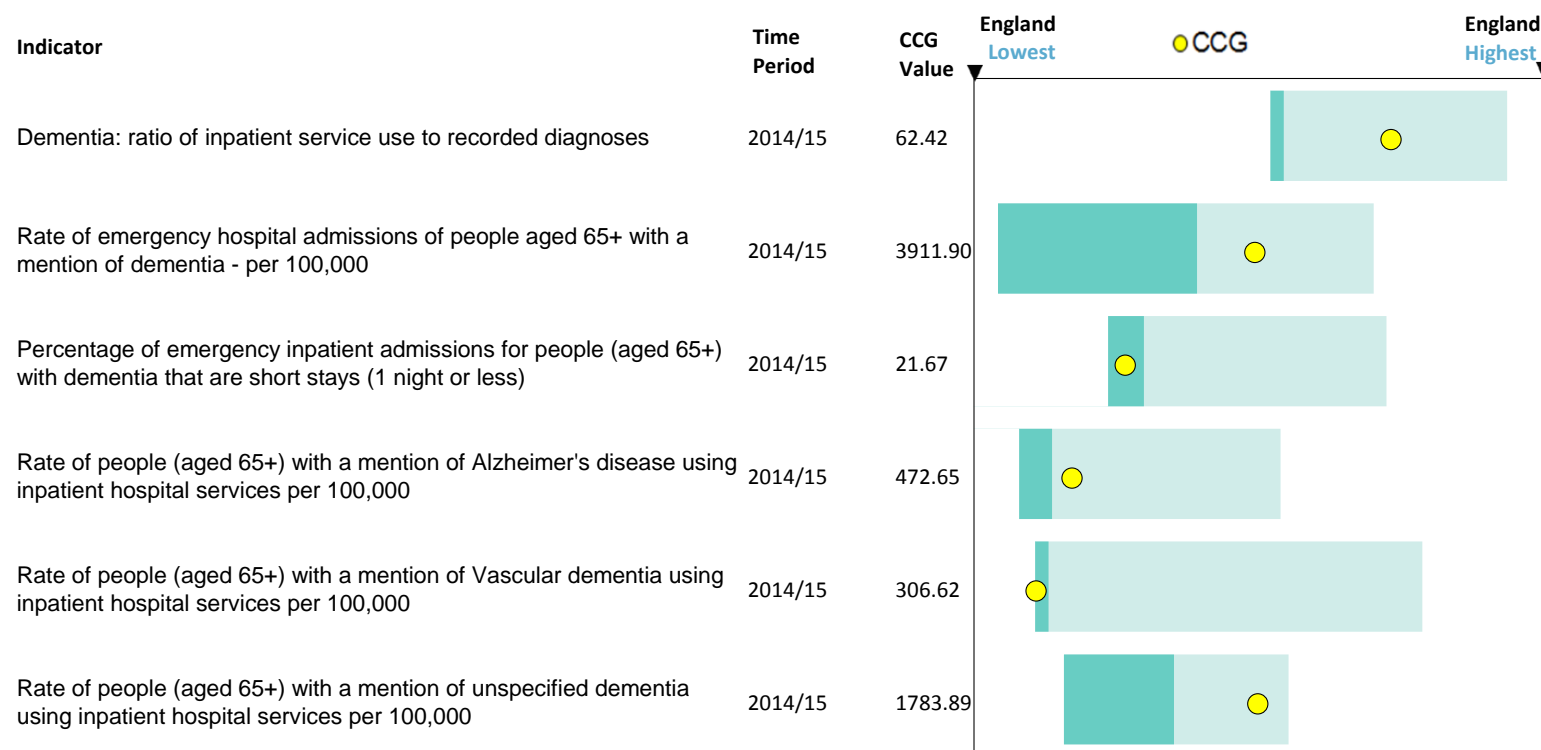 Indicator
Time
Period
CCG
Value
England
Lowest
CCG
England
Highest
Dementia: ratio of inpatient service use to recorded diagnoses
2014/15
62.42
Rate of emergency hospital admissions of people aged 65+ with a
mention of dementia - per 100,000
2014/15
3911.90
Percentage of emergency inpatient admissions for people (aged 65+)
with dementia that are short stays (1 night or less)
2014/15
21.67
Rate of people (aged 65+) with a mention of Alzheimer's disease using
inpatient hospital services per 100,000
2014/15
472.65
Rate of people (aged 65+) with a mention of Vascular dementia using
inpatient hospital services per 100,000
2014/15
306.62
Rate of people (aged 65+) with a mention of unspecified dementia
using inpatient hospital services per 100,000
2014/15
1783.89